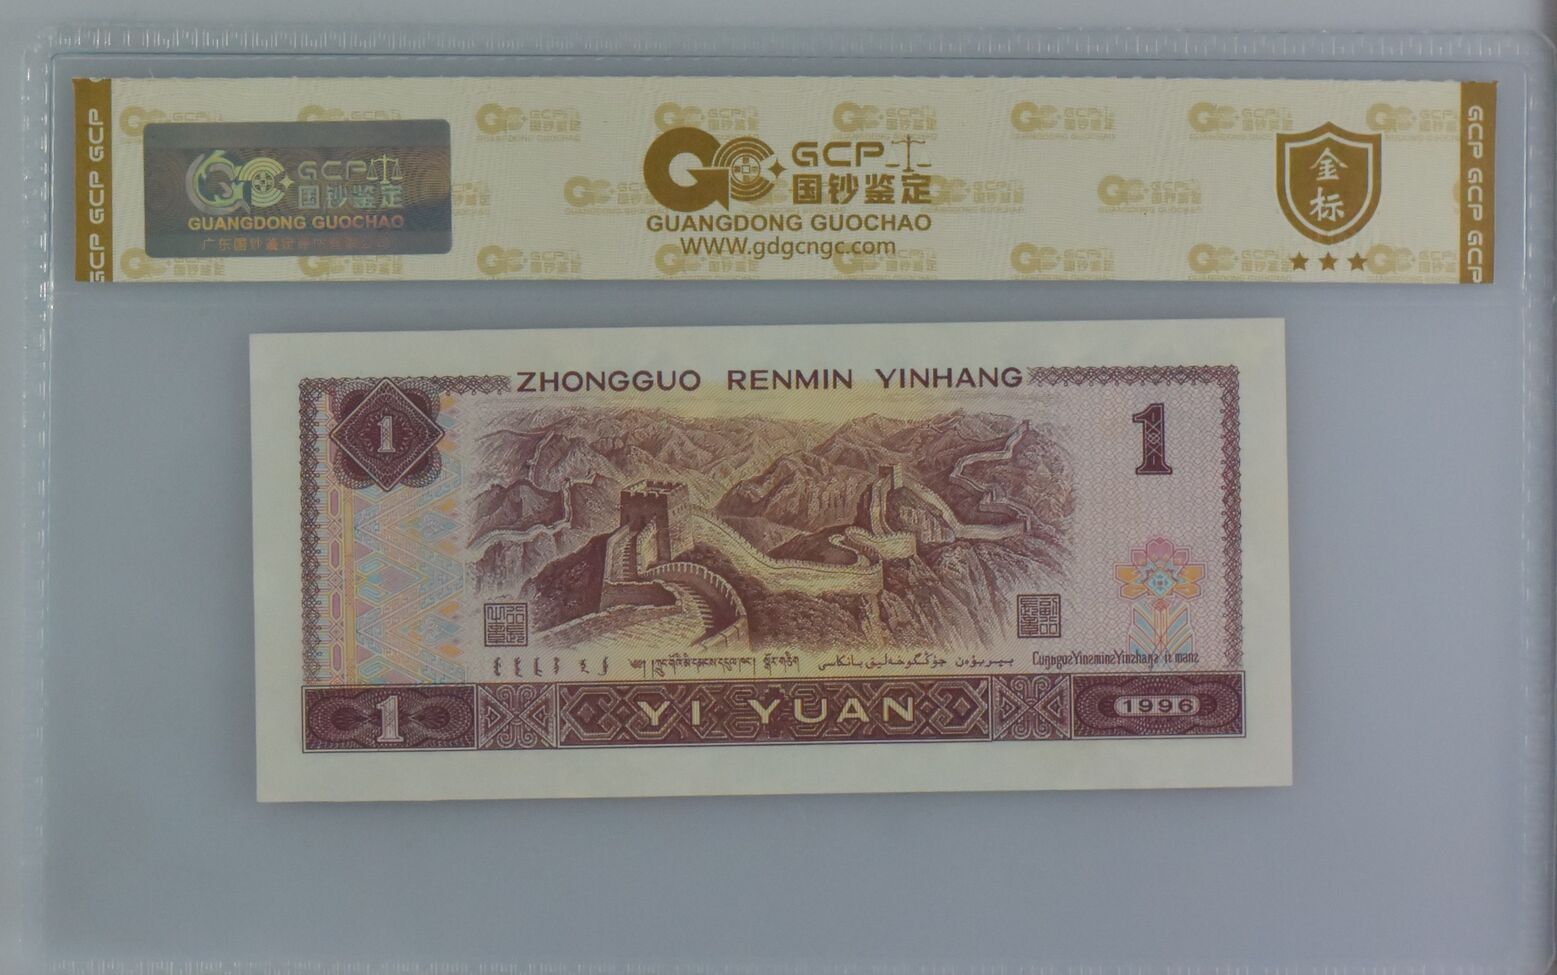 GCP GCP GCP
GCP
国钞鉴定
GUANGDONG GUOCHAO
GCP
国钞鉴定
GUANGDONG GUOCHAO
WWW.gdgcngc.com
金标
GCP GCP GCP
ZHONGGUO RENMIN YINHANG
1
1
YI YUAN
1
1996